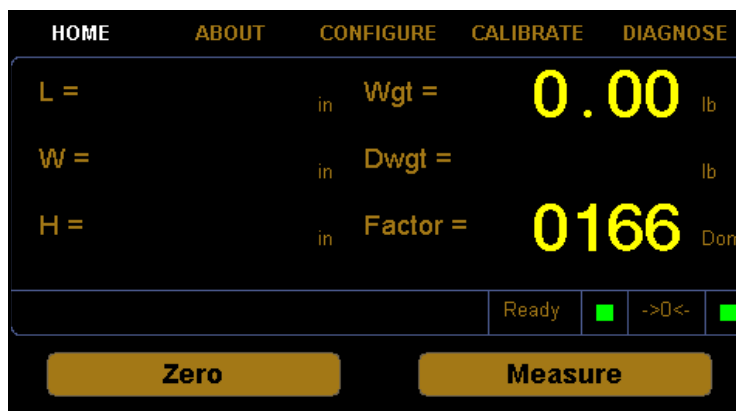 HOME ABOUT CONFIGURE CALIBRATE DIAGNOSE
L = in Wgt = 0.00 lb
W = in Dwgt = lb
H = in Factor = 0166 Dom
Ready ->0<-
Zero Measure